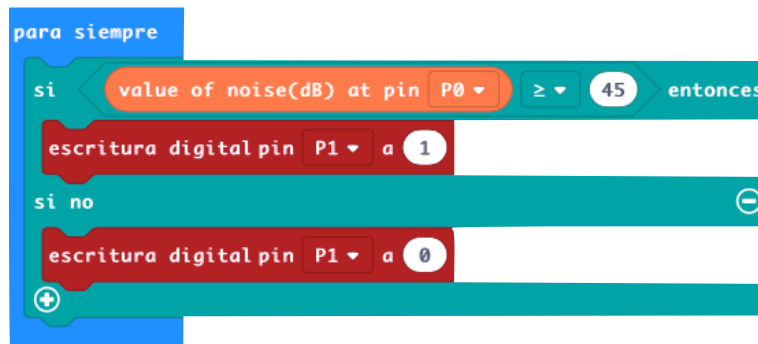 para siempre
si value of noise(dB) at pin P0 ≥ 45 entonces
escritura digital pin P1 a 1
si no
escritura digital pin P1 a 0